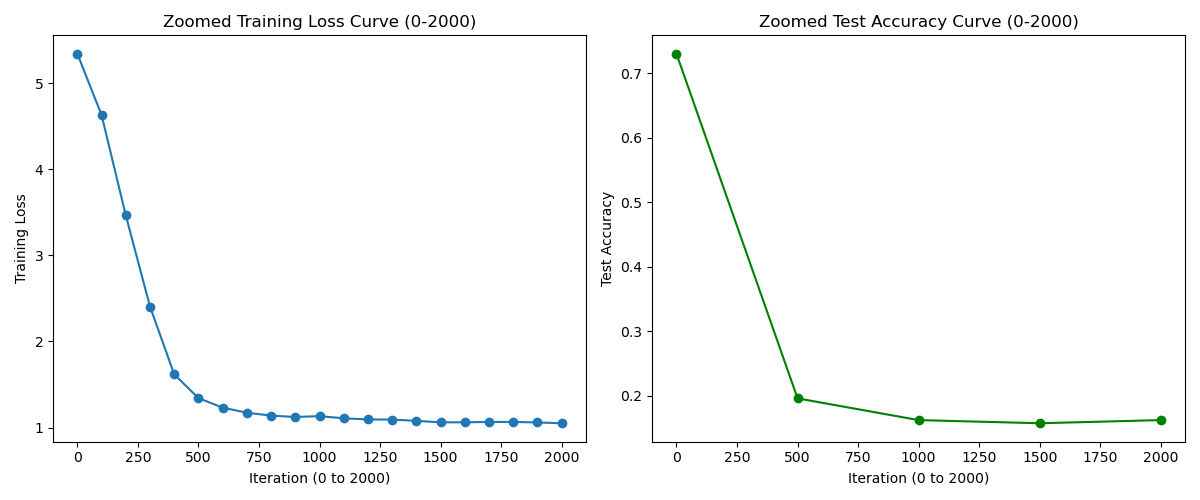 Zoomed Training Loss Curve (0-2000)
5
4
3
2
1
Training Loss
0 250 500 750 1000 1250 1500 1750 2000
Iteration (0 to 2000)
Zoomed Test Accuracy Curve (0-2000)
0.7
0.6
0.5
0.4
0.3
0.2
Test Accuracy
0 250 500 750 1000 1250 1500 1750 2000
Iteration (0 to 2000)